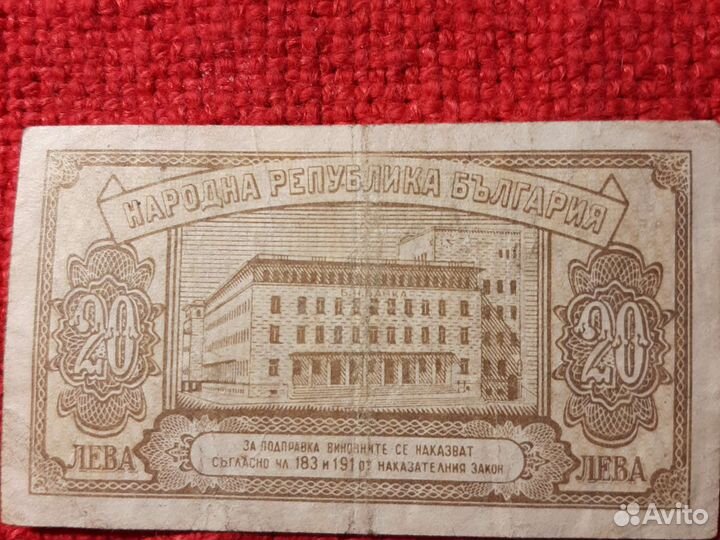 НАРОДНА РЕПУБЛИКА БЪЛГАРИЯ
20 20
ЛЕВА ЛЕВА
ЗА ПОДПРАВКА ВИНОВНИТЕ СЕ НАКАЗВАТ
СЪГЛАСНО ЧЛ. 183 И 191 ОТ НАКАЗАТЕЛНИЯ ЗАКОН
Avito